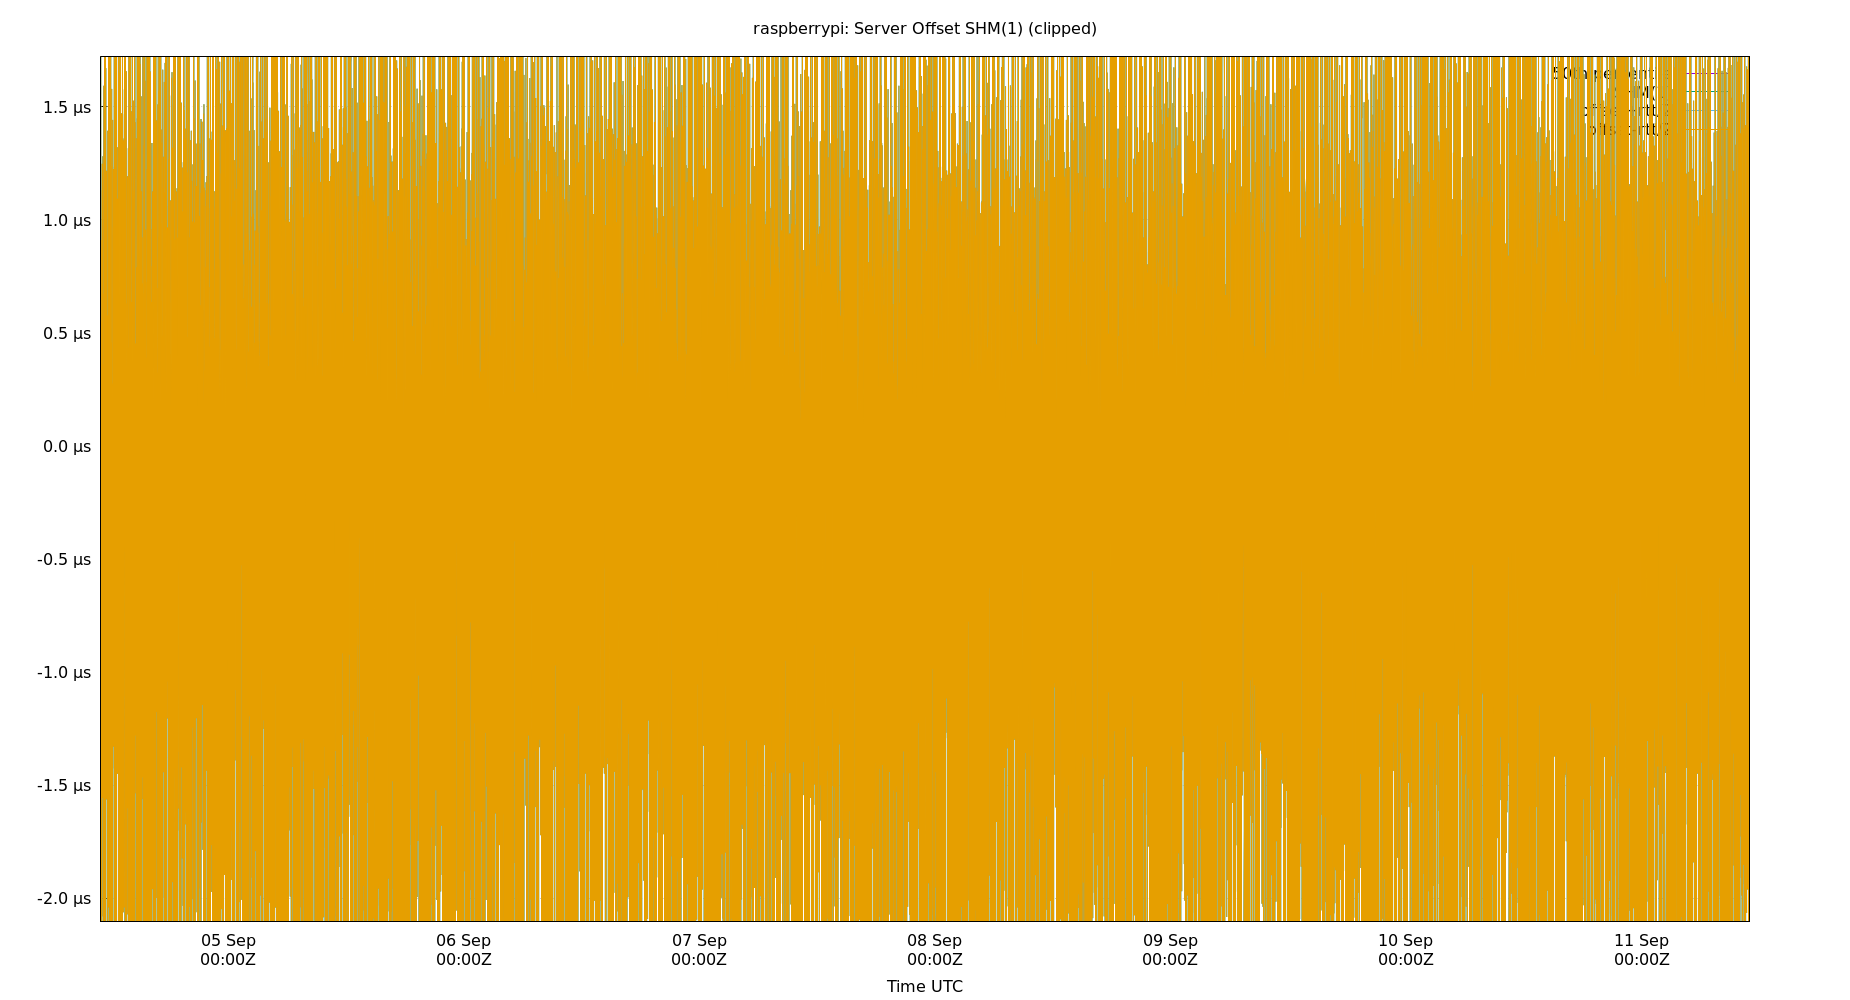 raspberrypi: Server Offset SHM(1) (clipped)
1.5 µs
1.0 µs
0.5 µs
0.0 µs
-0.5 µs
-1.0 µs
-1.5 µs
-2.0 µs
05 Sep 06 Sep 07 Sep 08 Sep 09 Sep 10 Sep 11 Sep
00:00Z 00:00Z 00:00Z 00:00Z 00:00Z 00:00Z 00:00Z
Time UTC